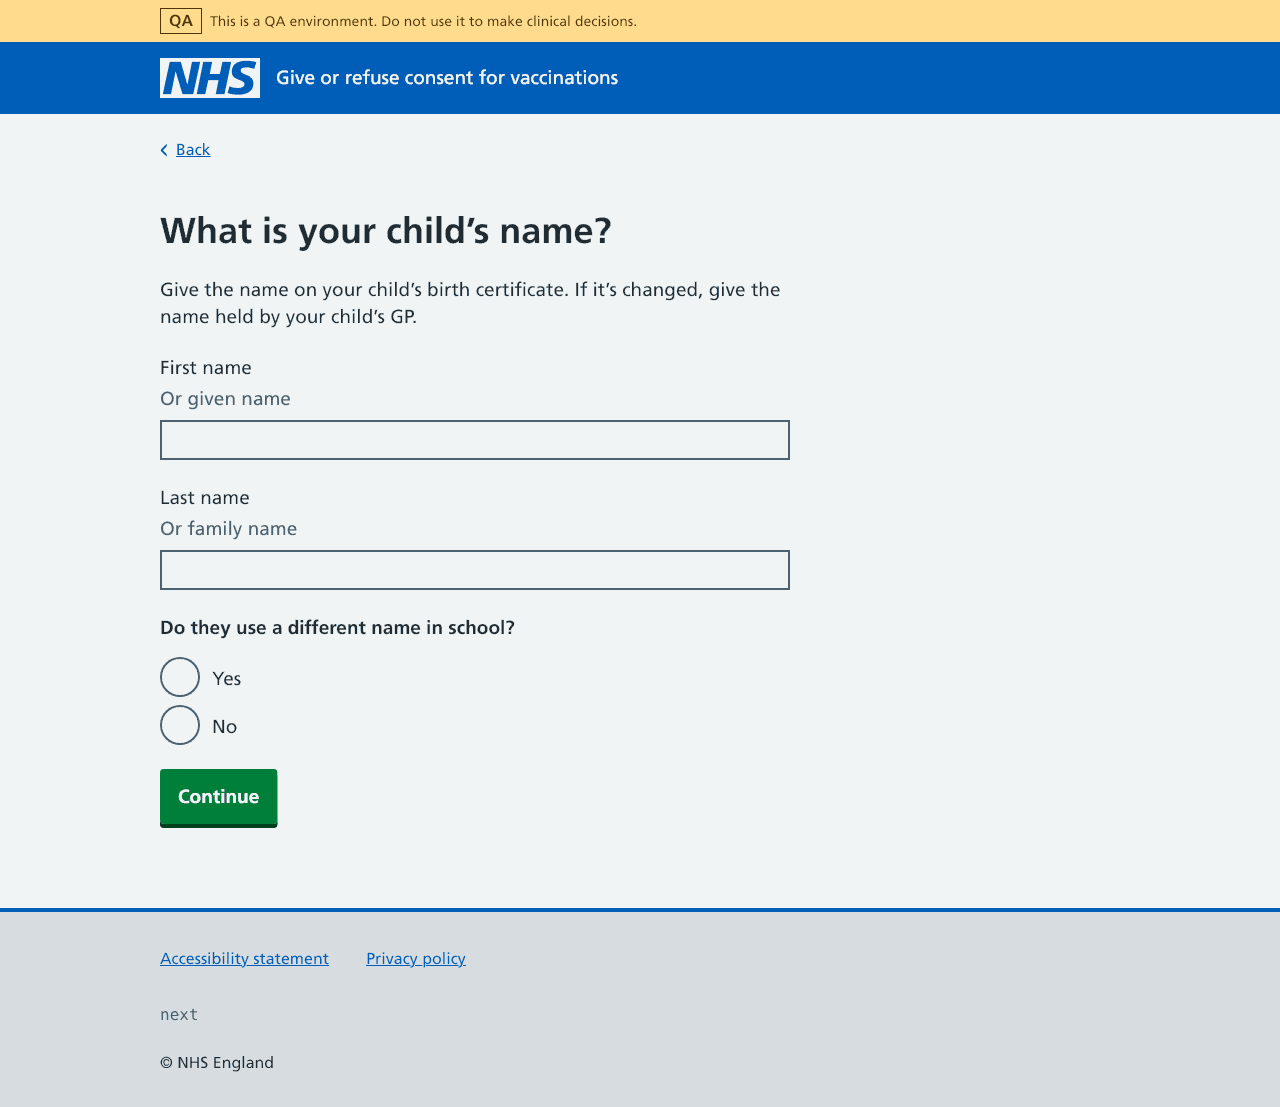 QA This is a QA environment. Do not use it to make clinical decisions.
NHS Give or refuse consent for vaccinations
Back
What is your child’s name?
Give the name on your child’s birth certificate. If it’s changed, give the
name held by your child’s GP.
First name
Or given name
Last name
Or family name
Do they use a different name in school?
Yes
No
Continue
Accessibility statement Privacy policy
next
© NHS England